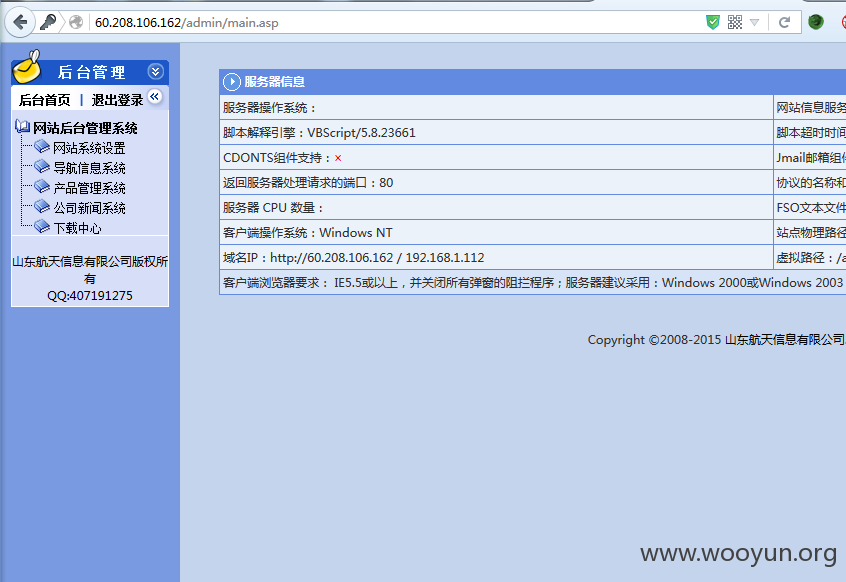 60.208.106.162/admin/main.asp
后台管理
后台首页 | 退出登录
网站后台管理系统
网站系统设置
导航信息系统
产品管理系统
公司新闻系统
下载中心
山东航天信息有限公司版权所
有
QQ:407191275
服务器信息
服务器操作系统： 网站信息服务
脚本解释引擎：VBScript/5.8.23661 脚本超时时间
CDONTS组件支持：× Jmail邮箱组件
返回服务器处理请求的端口：80 协议的名称和
服务器 CPU 数量： FSO文本文件
客户端操作系统：Windows NT 站点物理路径
域名IP：http://60.208.106.162 / 192.168.1.112 虚拟路径：/a
客户端浏览器要求： IE5.5或以上，并关闭所有弹窗的阻拦程序；服务器建议采用：Windows 2000或Windows 2003
Copyright ©2008-2015 山东航天信息有限公司
www.wooyun.org